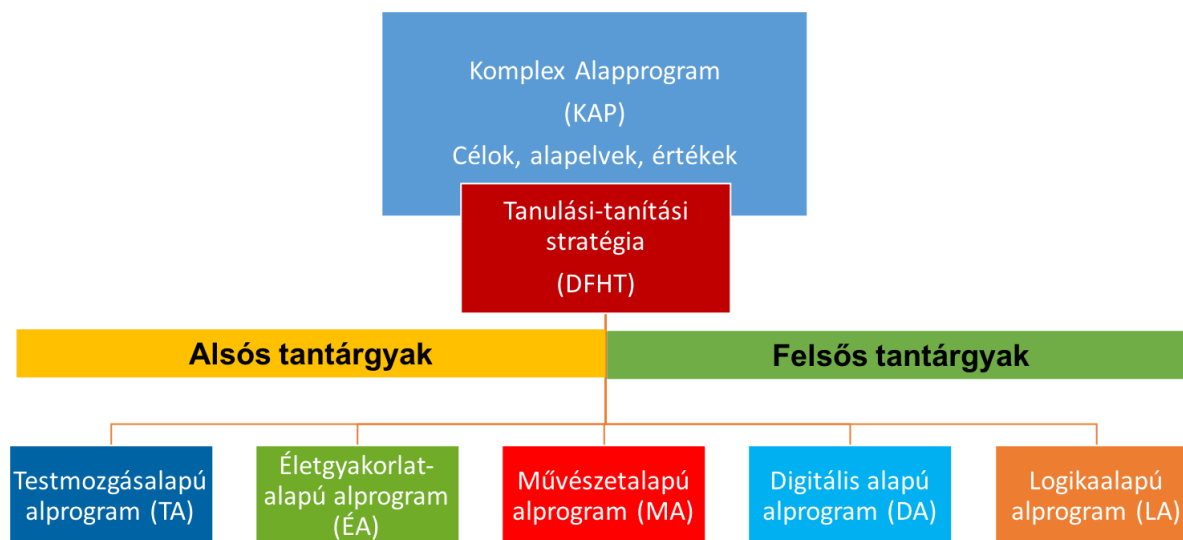 Komplex Alapprogram
(KAP)
Célok, alapelvek, értékek
Tanulási-tanítási
stratégia
(DFHT)
Alsós tantárgyak
Felsős tantárgyak
Testmozgásalapú
alprogram (TA)
Életgyakorlat-
alapú alprogram
(ÉA)
Művészetalapú
alprogram (MA)
Digitális alapú
alprogram (DA)
Logikaalapú
alprogram (LA)